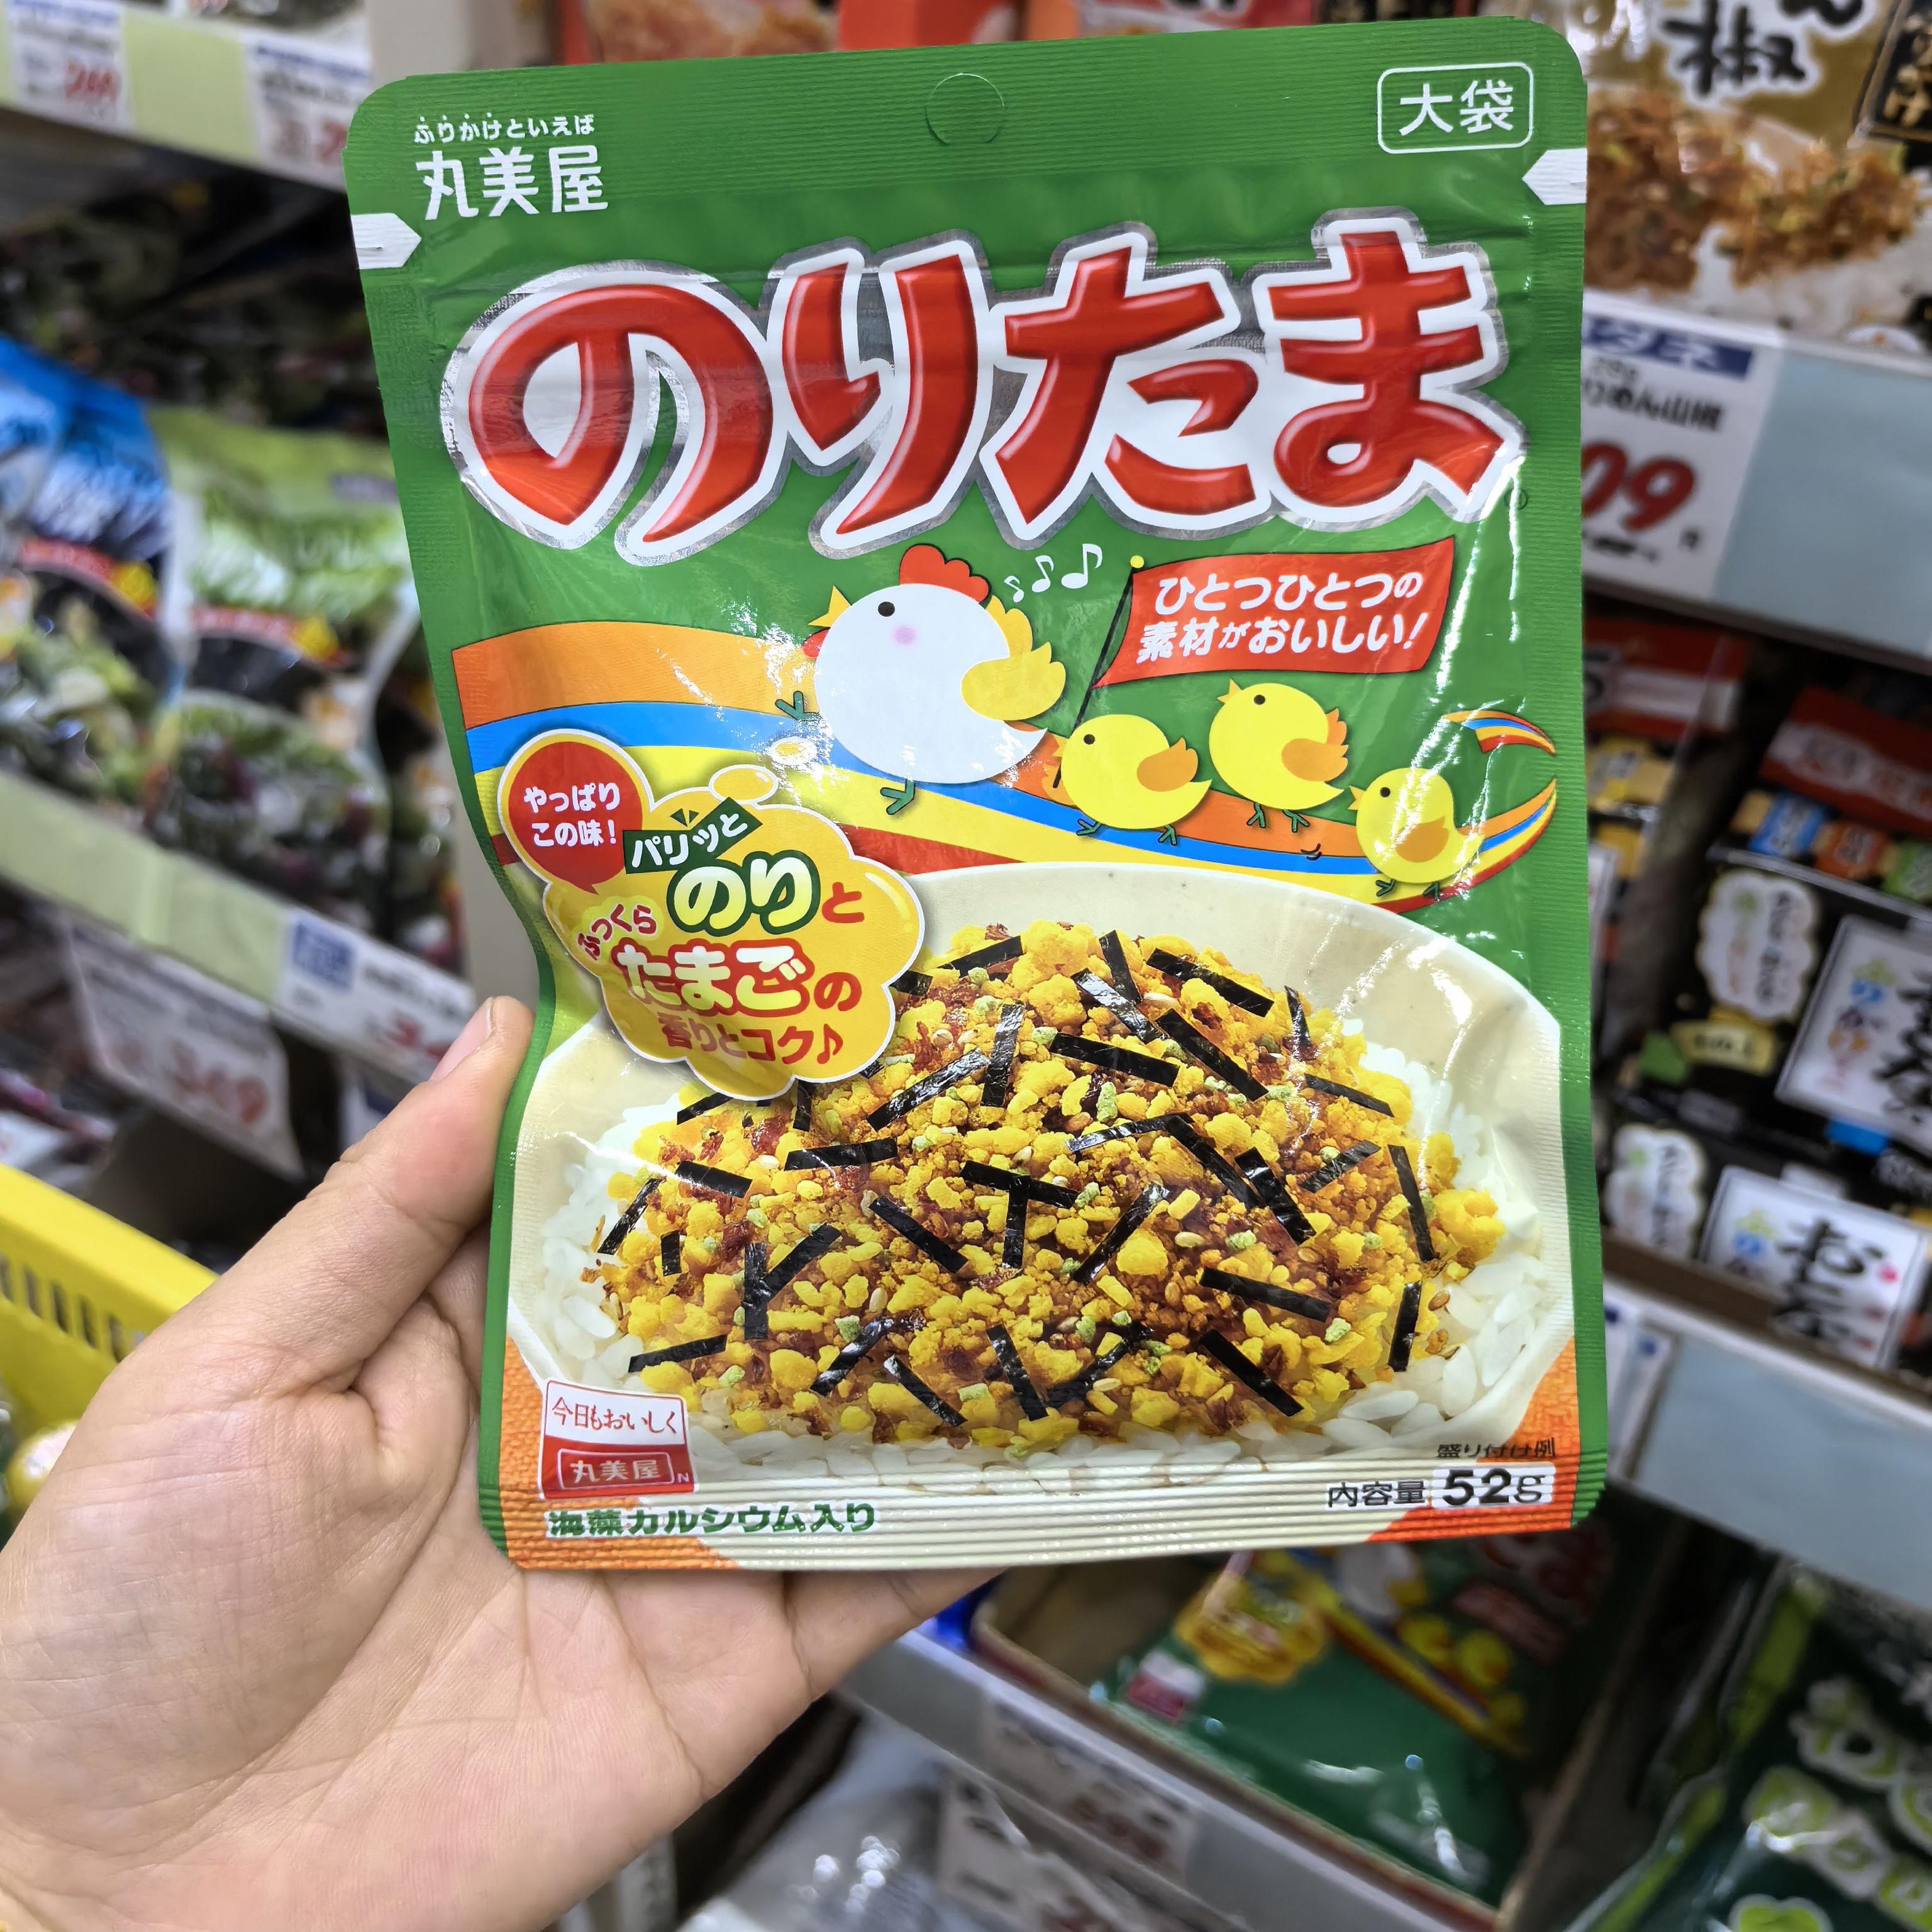 ふりかけといえば
丸美屋
大袋
のりたま
ひとつひとつの
素材がおいしい!
やっぱり
この味!
パリッと
のりと
ふっくら
たまごの
香りとコク♪
今日もおいしく
丸美屋
N
盛り付け例
内容量 52g
海藻カルシウム入り
09